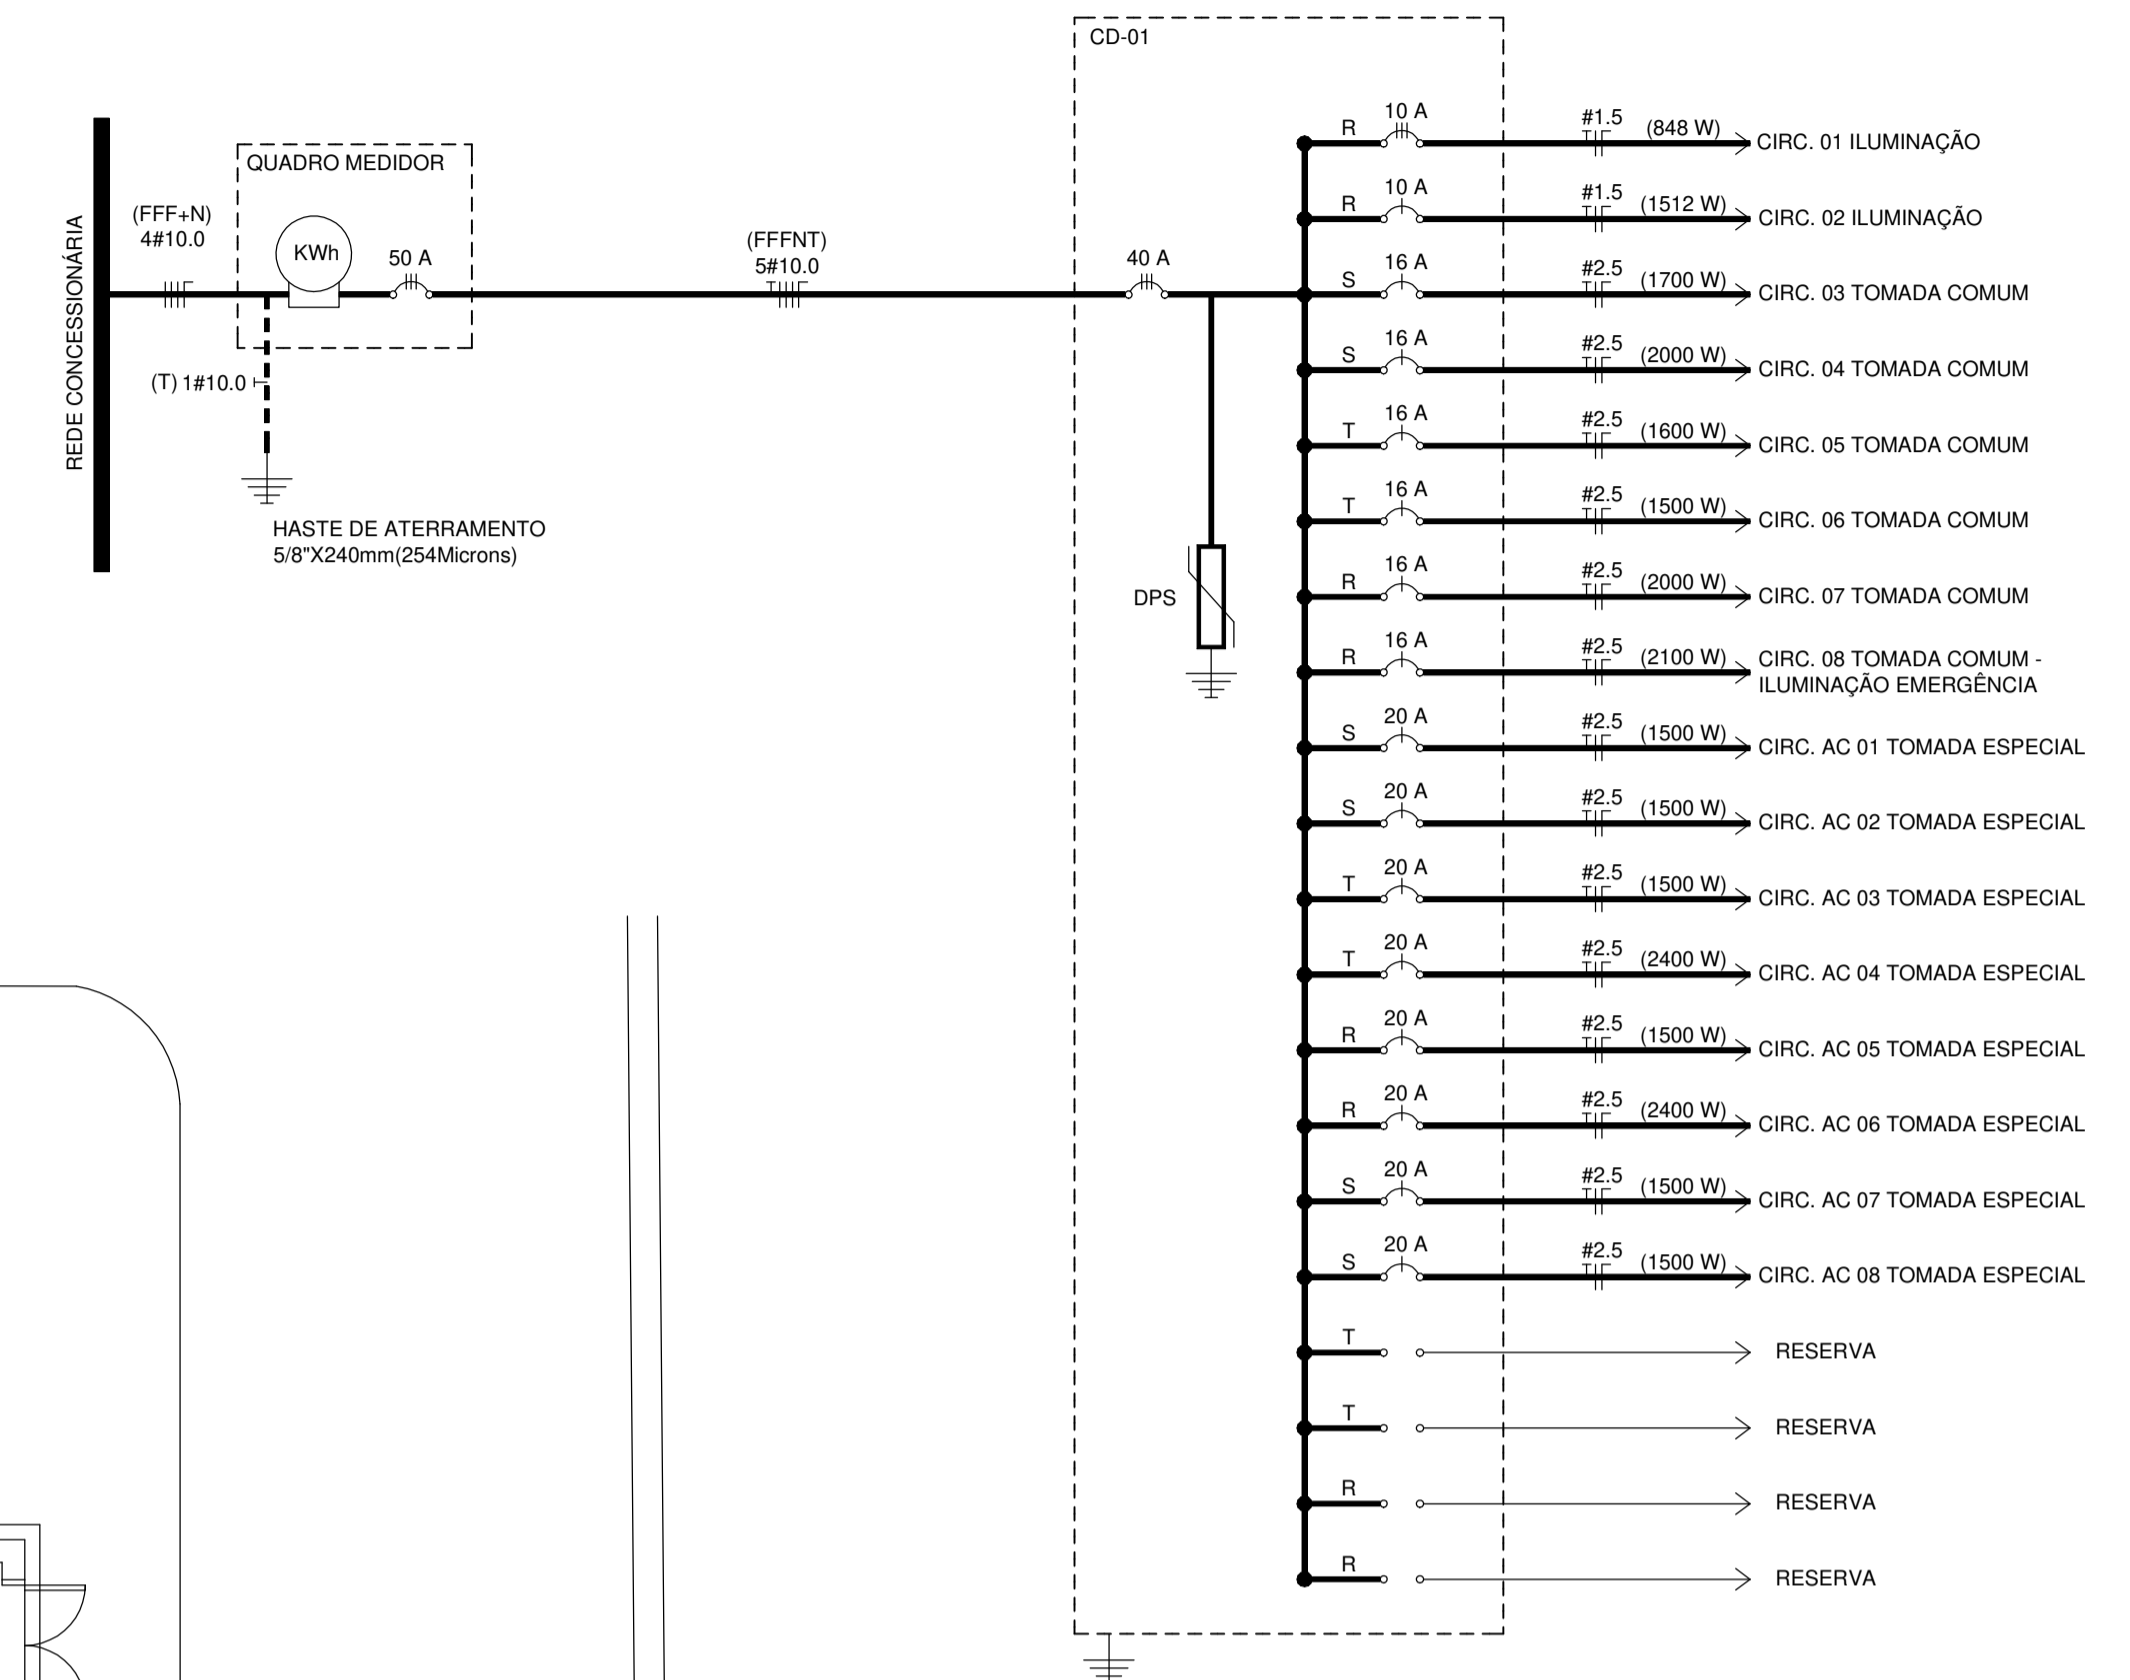 CD-01
REDE CONCESSIONÁRIA
(FFF+N)
4#10.0
QUADRO MEDIDOR
KWh
50 A
(T) 1#10.0
HASTE DE ATERRAMENTO
5/8"X240mm(254Microns)
(FFFNT)
5#10.0
40 A
DPS
R 10 A #1.5 (848 W) CIRC. 01 ILUMINAÇÃO
R 10 A #1.5 (1512 W) CIRC. 02 ILUMINAÇÃO
S 16 A #2.5 (1700 W) CIRC. 03 TOMADA COMUM
S 16 A #2.5 (2000 W) CIRC. 04 TOMADA COMUM
T 16 A #2.5 (1600 W) CIRC. 05 TOMADA COMUM
T 16 A #2.5 (1500 W) CIRC. 06 TOMADA COMUM
R 16 A #2.5 (2000 W) CIRC. 07 TOMADA COMUM
R 16 A #2.5 (2100 W) CIRC. 08 TOMADA COMUM -
ILUMINAÇÃO EMERGÊNCIA
S 20 A #2.5 (1500 W) CIRC. AC 01 TOMADA ESPECIAL
S 20 A #2.5 (1500 W) CIRC. AC 02 TOMADA ESPECIAL
T 20 A #2.5 (1500 W) CIRC. AC 03 TOMADA ESPECIAL
T 20 A #2.5 (2400 W) CIRC. AC 04 TOMADA ESPECIAL
R 20 A #2.5 (1500 W) CIRC. AC 05 TOMADA ESPECIAL
R 20 A #2.5 (2400 W) CIRC. AC 06 TOMADA ESPECIAL
S 20 A #2.5 (1500 W) CIRC. AC 07 TOMADA ESPECIAL
S 20 A #2.5 (1500 W) CIRC. AC 08 TOMADA ESPECIAL
T RESERVA
T RESERVA
R RESERVA
R RESERVA